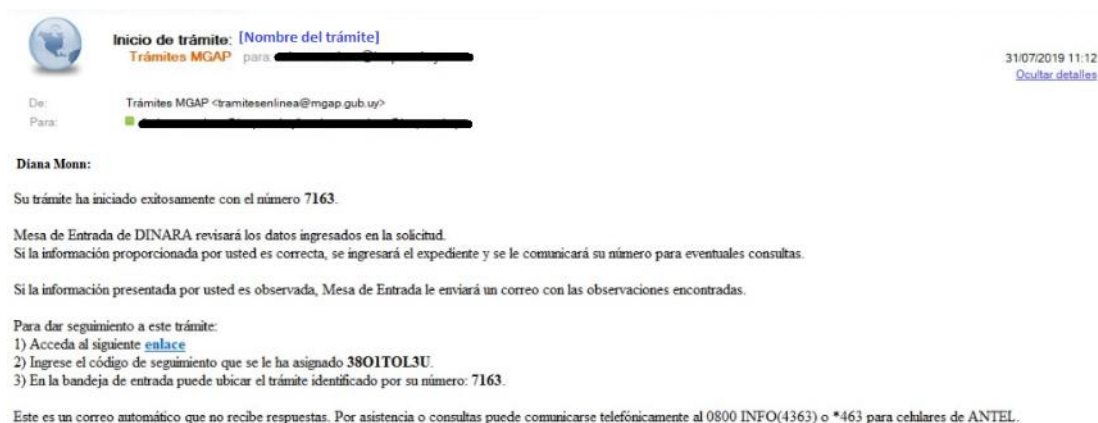 Inicio de trámite: [Nombre del trámite]
Trámites MGAP para
31/07/2019 11:12
Ocultar detalles
De: Trámites MGAP <tramitesenlinea@mgap.gub.uy>
Para:
Diana Monn:
Su trámite ha iniciado exitosamente con el número 7163.
Mesa de Entrada de DINARA revisará los datos ingresados en la solicitud.
Si la información proporcionada por usted es correcta, se ingresará el expediente y se le comunicará su número para eventuales consultas.
Si la información presentada por usted es observada, Mesa de Entrada le enviará un correo con las observaciones encontradas.
Para dar seguimiento a este trámite:
1) Acceda al siguiente enlace
2) Ingrese el código de seguimiento que se le ha asignado 38O1TOL3U.
3) En la bandeja de entrada puede ubicar el trámite identificado por su número: 7163.
Este es un correo automático que no recibe respuestas. Por asistencia o consultas puede comunicarse telefónicamente al 0800 INFO(4363) o *463 para celulares de ANTEL.